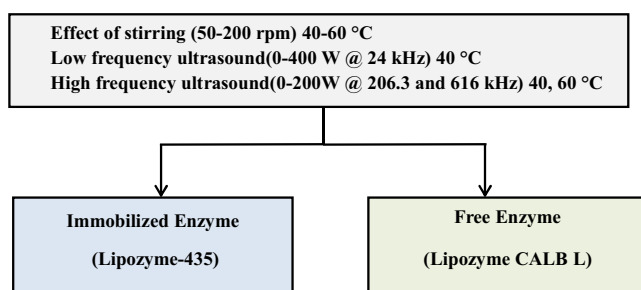 Effect of stirring (50-200 rpm) 40-60 °C
Low frequency ultrasound(0-400 W @ 24 kHz) 40 °C
High frequency ultrasound(0-200W @ 206.3 and 616 kHz) 40, 60 °C
Immobilized Enzyme
(Lipozyme-435)
Free Enzyme
(Lipozyme CALB L)